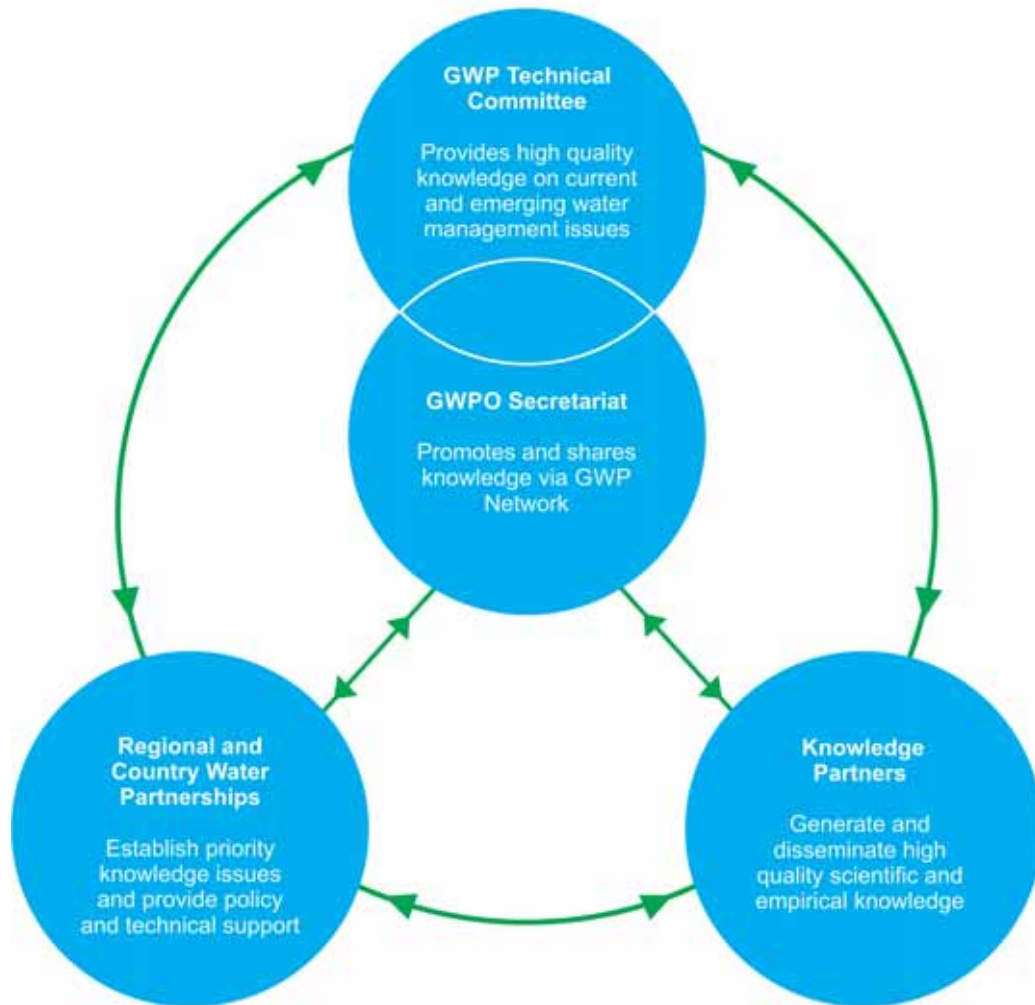 GWP Technical
Committee
Provides high quality
knowledge on current
and emerging water
management issues
GWPO Secretariat
Promotes and shares
knowledge via GWP
Network
Regional and
Country Water
Partnerships
Establish priority
knowledge issues
and provide policy
and technical support
Knowledge
Partners
Generate and
disseminate high
quality scientific and
empirical knowledge